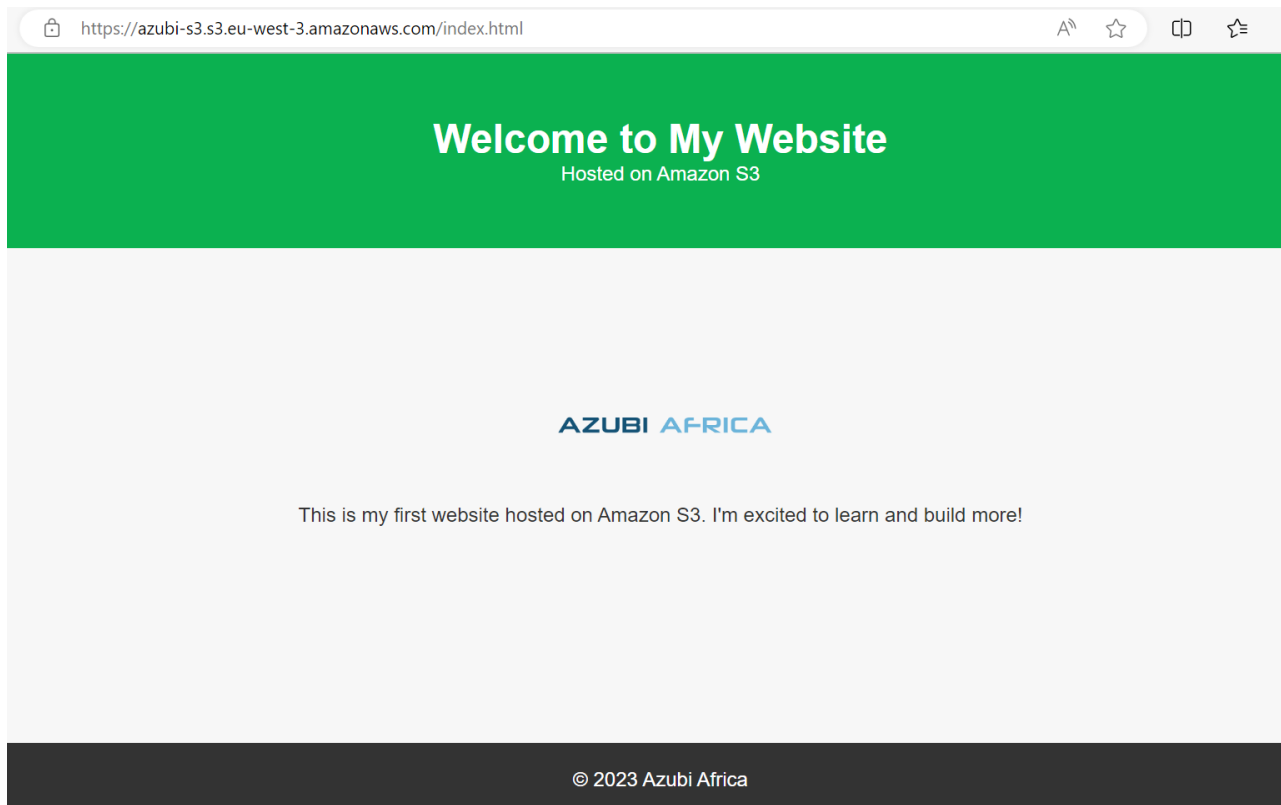 https://azubi-s3.s3.eu-west-3.amazonaws.com/index.html
Welcome to My Website
Hosted on Amazon S3
AZUBI AFRICA
This is my first website hosted on Amazon S3. I'm excited to learn and build more!
© 2023 Azubi Africa